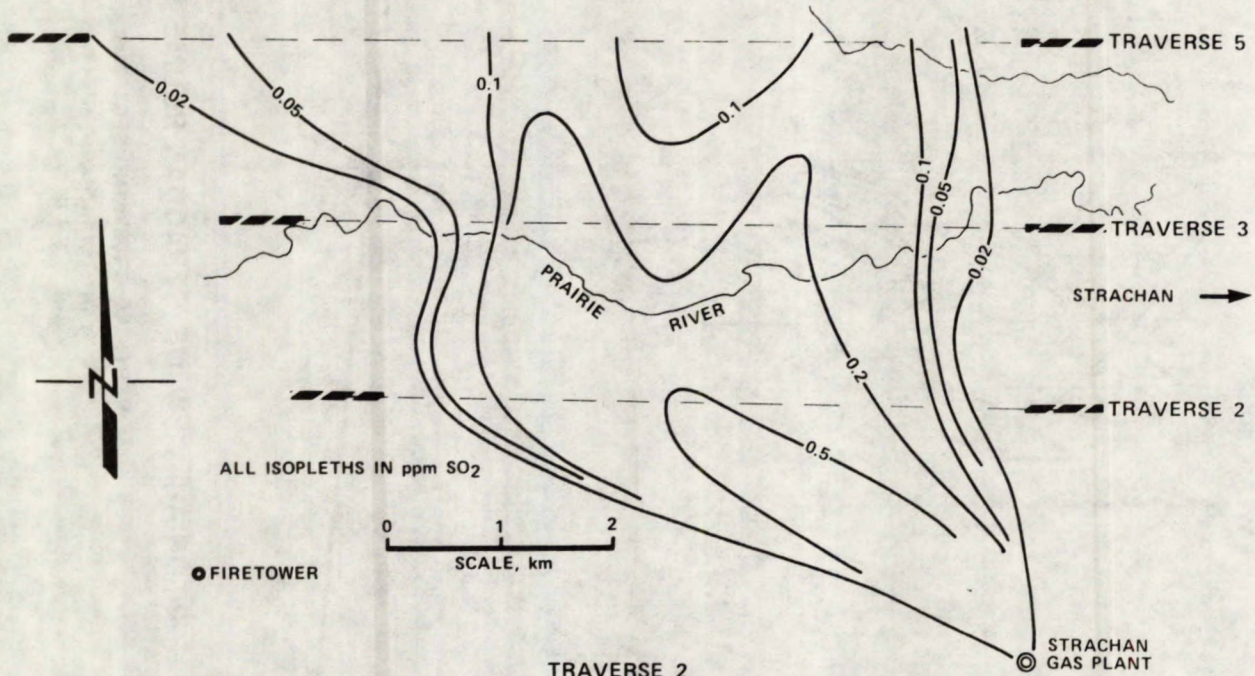 TRAVERSE 5
0.02
0.05
0.1
0.1
0.1
0.05
TRAVERSE 3
0.02
PRAIRIE
RIVER
STRACHAN
N
0.2
TRAVERSE 2
0.5
ALL ISOPLETHS IN ppm SO2
0 1 2
SCALE, km
FIRETOWER
STRACHAN
GAS PLANT
TRAVERSE 2